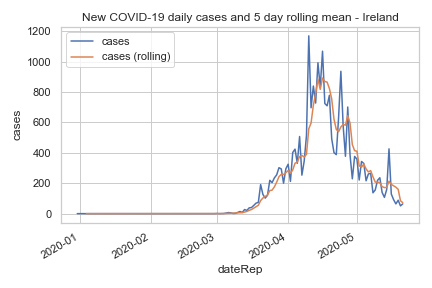 New COVID-19 daily cases and 5 day rolling mean - Ireland
cases
cases (rolling)
1200
1000
800
600
400
200
0
cases
2020-01
2020-02
2020-03
2020-04
2020-05
dateRep